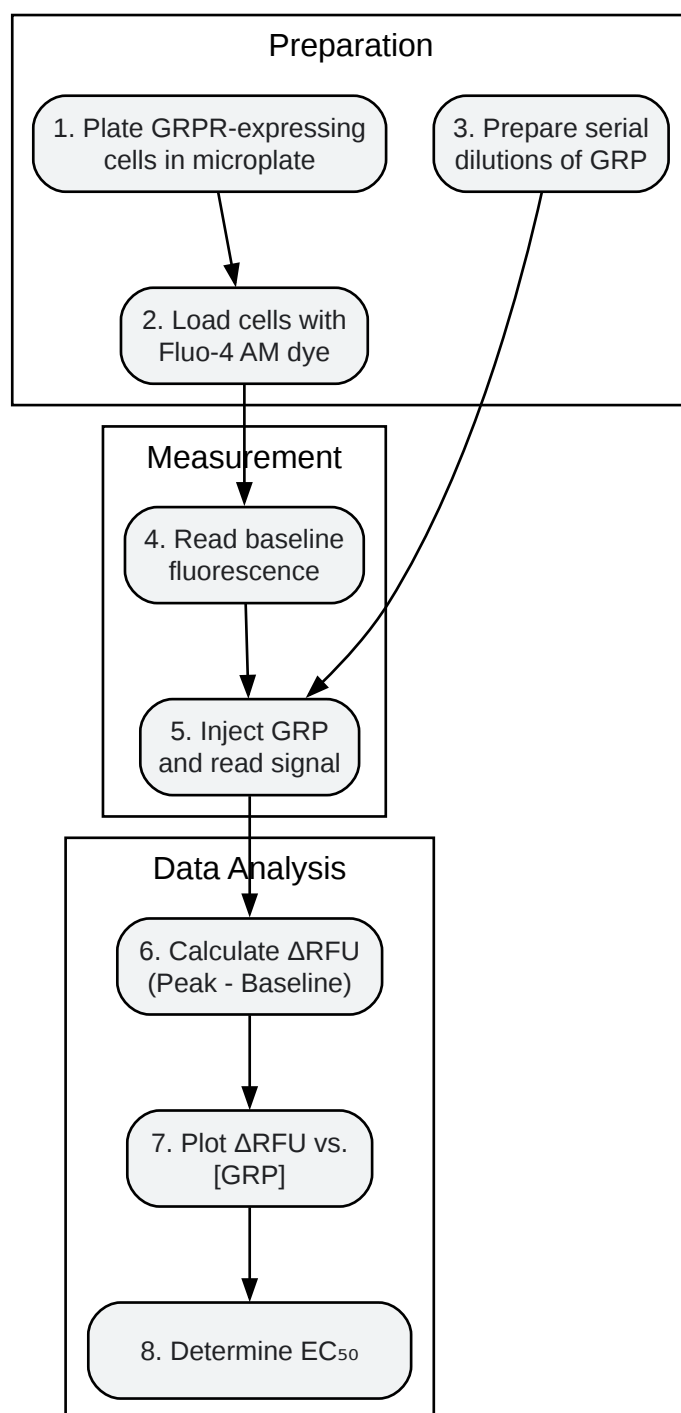 Preparation
1. Plate GRPR-expressing
cells in microplate
3. Prepare serial
dilutions of GRP
2. Load cells with
Fluo-4 AM dye
Measurement
4. Read baseline
fluorescence
5. Inject GRP
and read signal
Data Analysis
6. Calculate ΔRFU
(Peak - Baseline)
7. Plot ΔRFU vs.
[GRP]
8. Determine EC₅₀